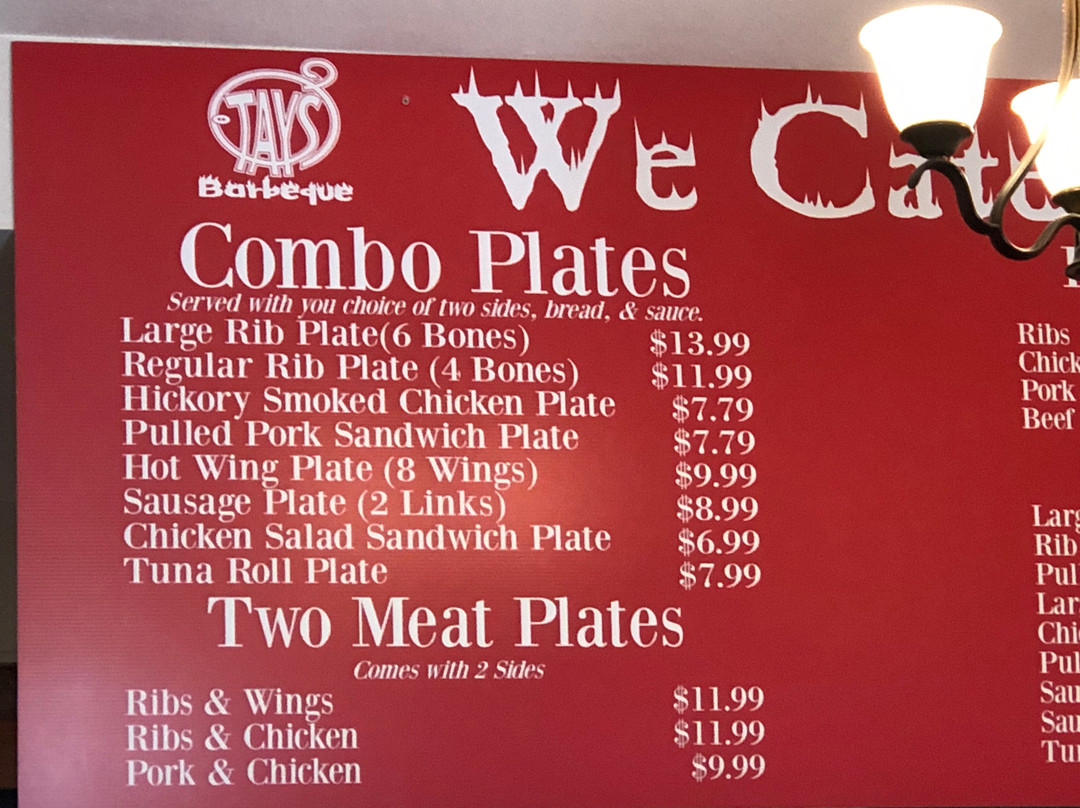 TAYS
Barbeque
We
Combo Plates
Served with you choice of two sides, bread, & sauce.
Large Rib Plate(6 Bones) $13.99
Regular Rib Plate (4 Bones) $11.99
Hickory Smoked Chicken Plate $7.79
Pulled Pork Sandwich Plate $7.79
Hot Wing Plate (8 Wings) $9.99
Sausage Plate (2 Links) $8.99
Chicken Salad Sandwich Plate $6.99
Tuna Roll Plate $7.99
Two Meat Plates
Comes with 2 Sides
Ribs & Wings $11.99
Ribs & Chicken $11.99
Pork & Chicken $9.99
Ribs
Pork
Beef
Rib